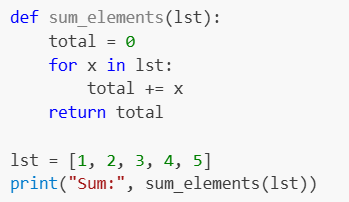 def sum_elements(lst):
    total = 0
    for x in lst:
        total += x
    return total

lst = [1, 2, 3, 4, 5]
print("Sum:", sum_elements(lst))